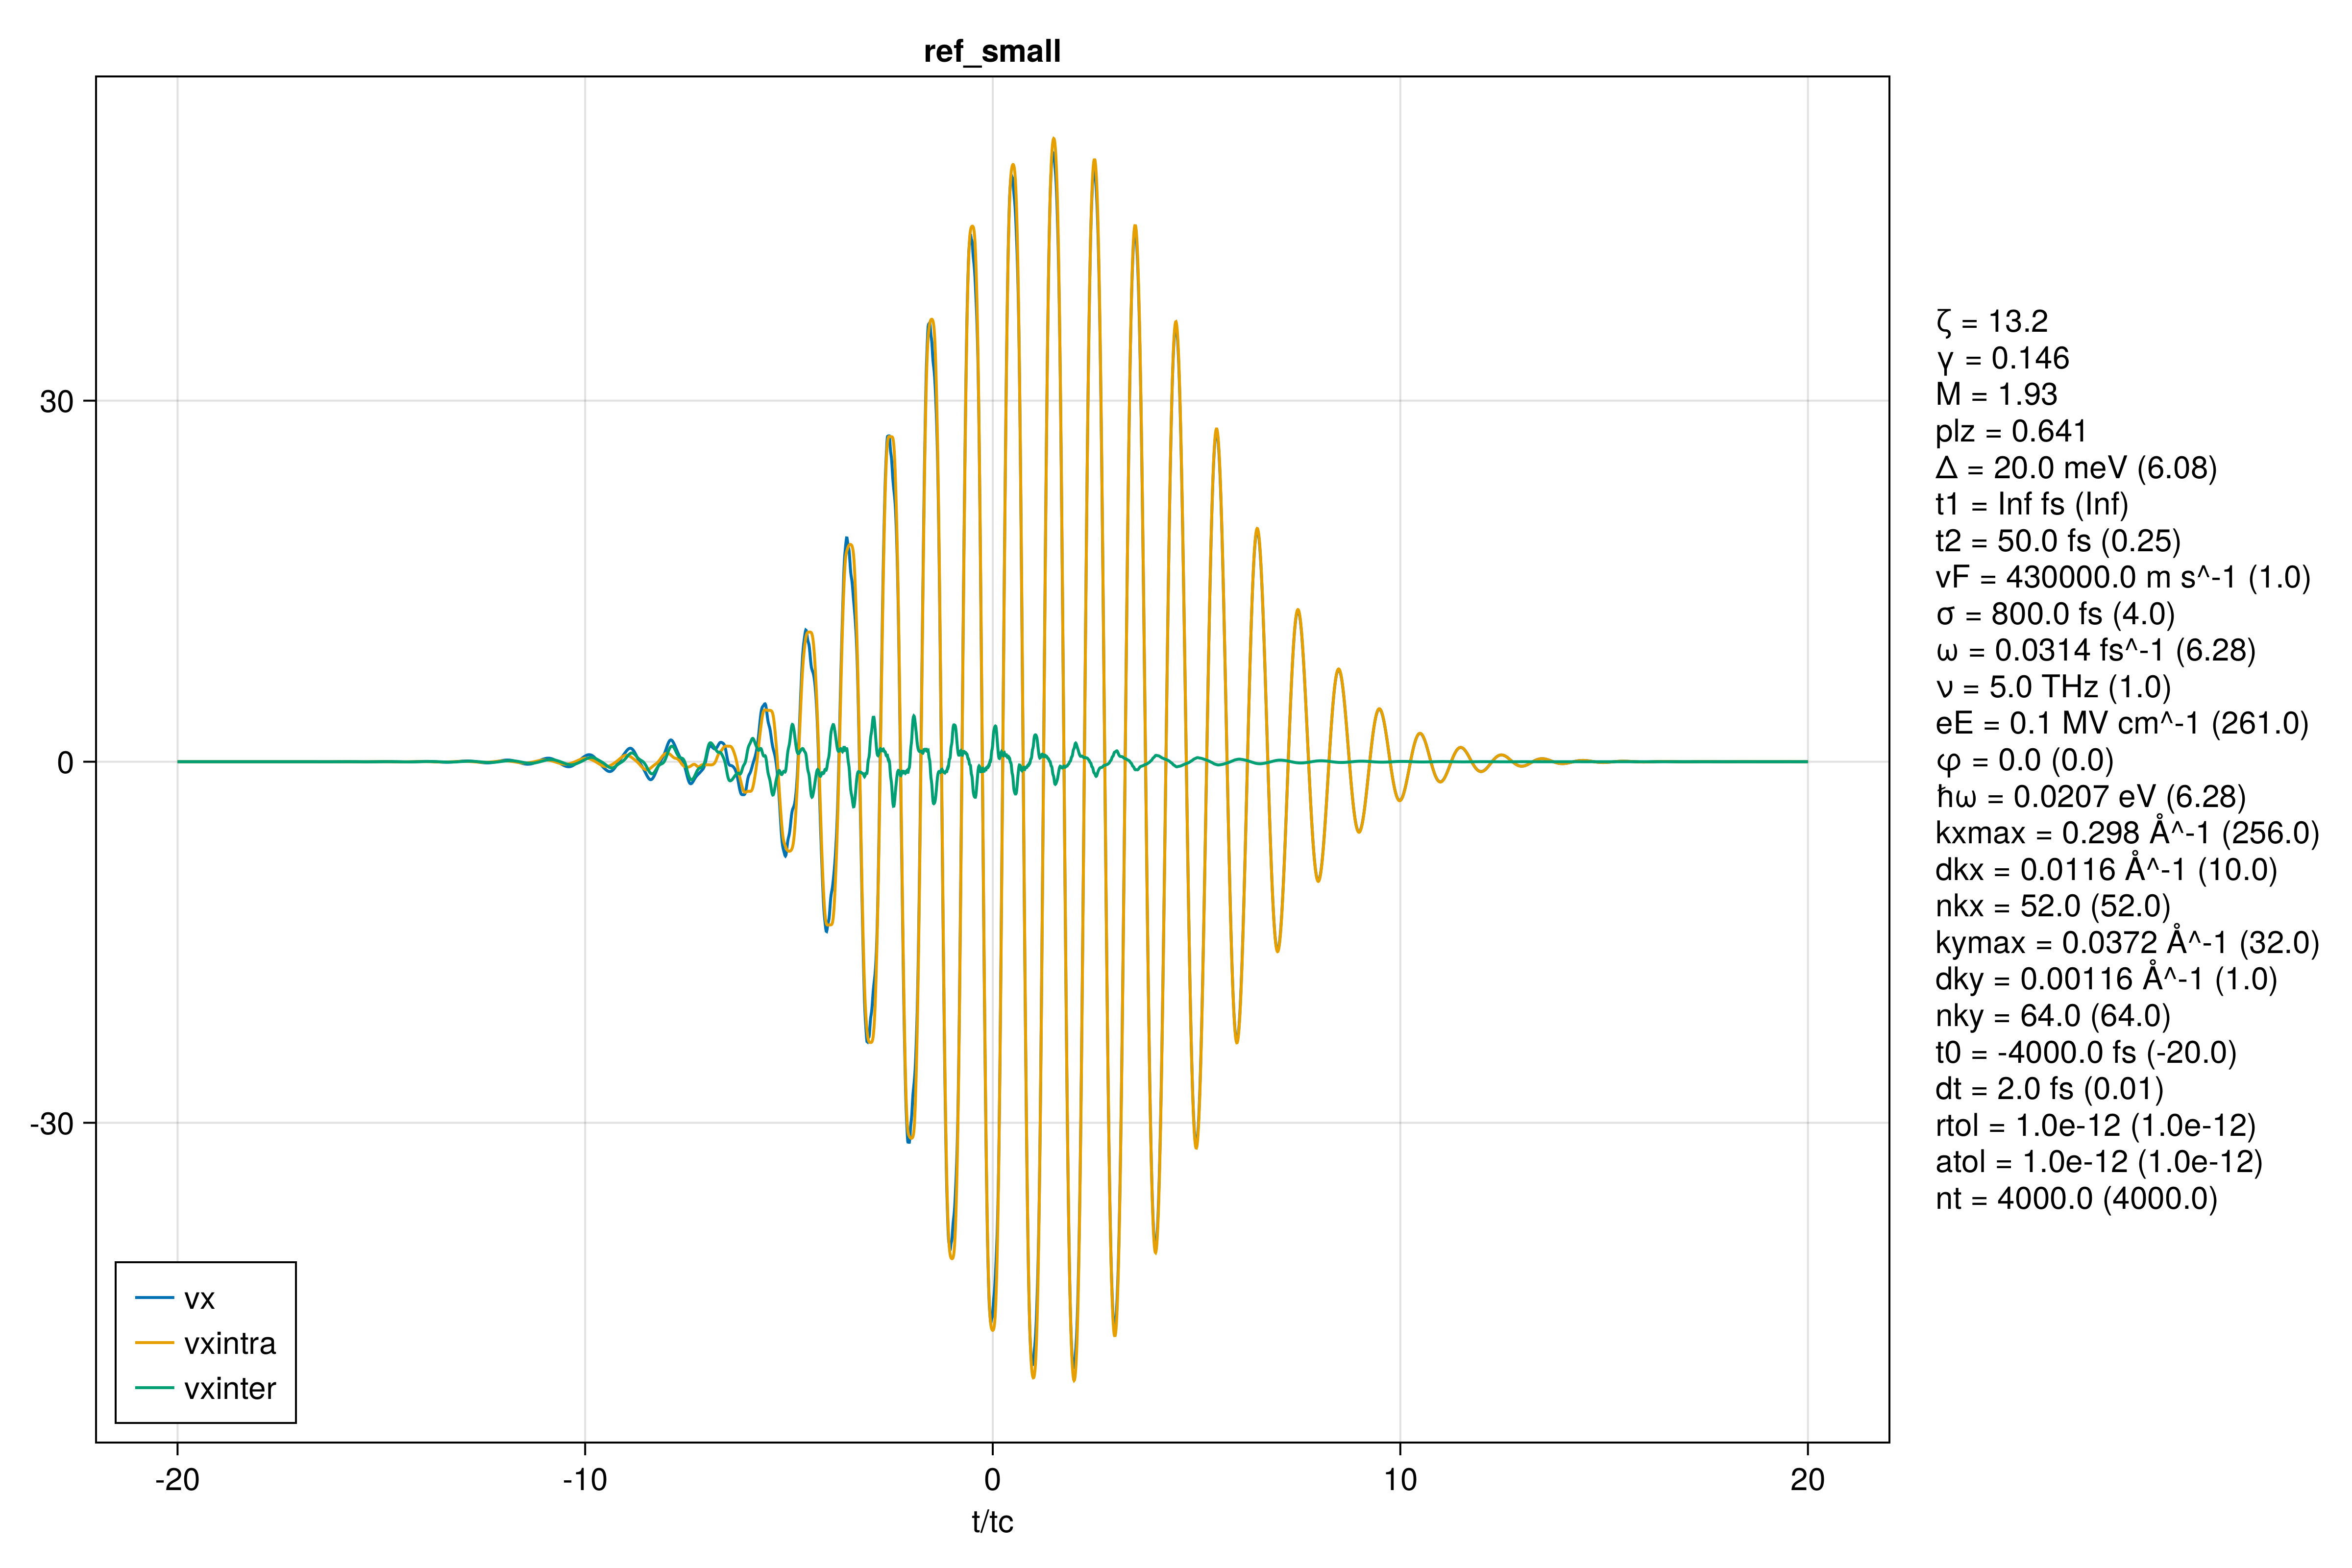 ref_small
30
0
-30
-20
-10
0
10
20
t/tc
vx
vxintra
vxinter
ζ = 13.2
γ = 0.146
M = 1.93
plz = 0.641
Δ = 20.0 meV (6.08)
t1 = Inf fs (Inf)
t2 = 50.0 fs (0.25)
vF = 430000.0 m s^-1 (1.0)
σ = 800.0 fs (4.0)
ω = 0.0314 fs^-1 (6.28)
ν = 5.0 THz (1.0)
eE = 0.1 MV cm^-1 (261.0)
φ = 0.0 (0.0)
ħω = 0.0207 eV (6.28)
kxmax = 0.298 Å^-1 (256.0)
dkx = 0.0116 Å^-1 (10.0)
nkx = 52.0 (52.0)
kymax = 0.0372 Å^-1 (32.0)
dky = 0.00116 Å^-1 (1.0)
nky = 64.0 (64.0)
t0 = -4000.0 fs (-20.0)
dt = 2.0 fs (0.01)
rtol = 1.0e-12 (1.0e-12)
atol = 1.0e-12 (1.0e-12)
nt = 4000.0 (4000.0)